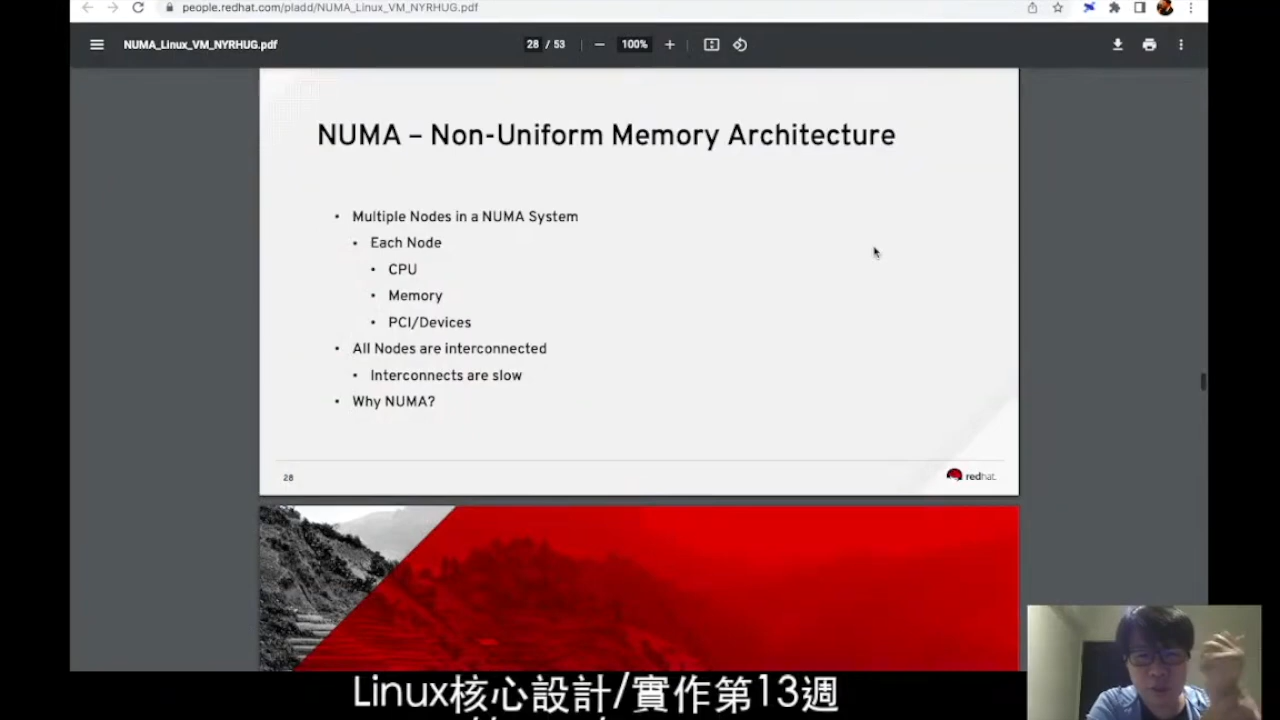 people.redhat.com/pladd/NUMA_Linux_VM_NYRHUG.pdf
NUMA_Linux_VM_NYRHUG.pdf
28 / 53
100%
NUMA – Non-Uniform Memory Architecture
• Multiple Nodes in a NUMA System
• Each Node
• CPU
• Memory
• PCI/Devices
• All Nodes are interconnected
• Interconnects are slow
• Why NUMA?
28
redhat.
Linux核心設計/實作第13週